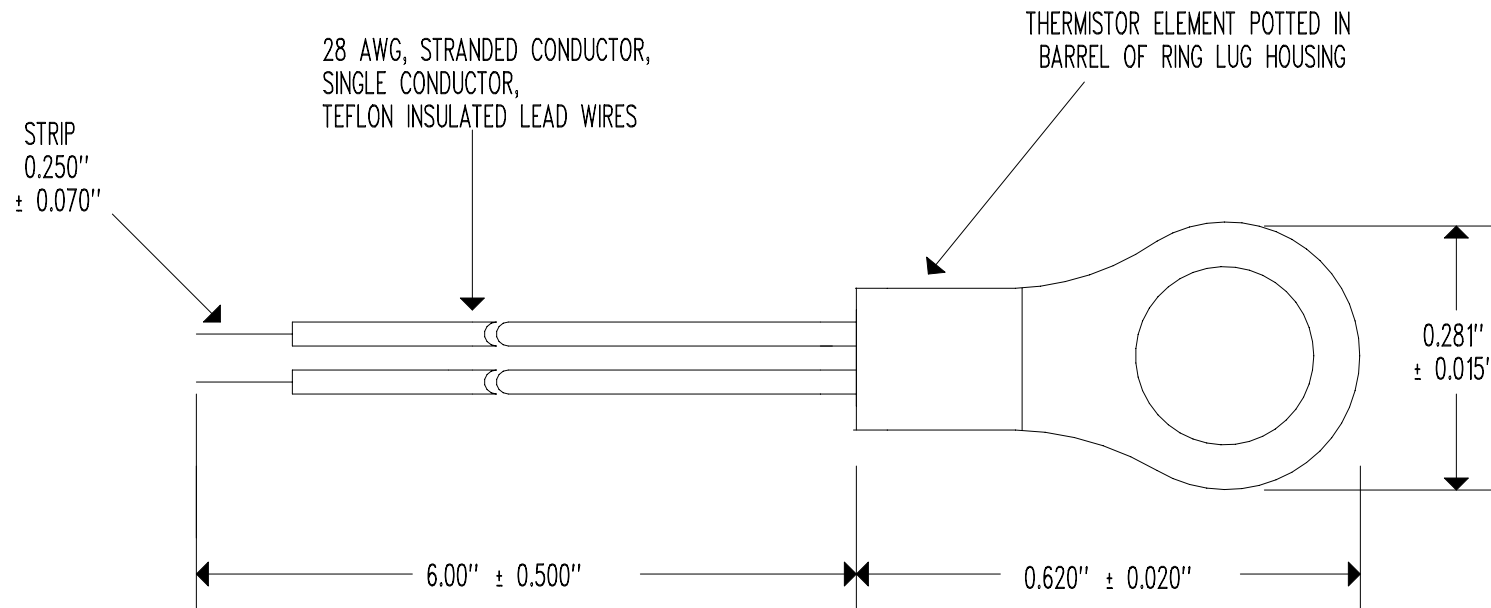 THERMISTOR ELEMENT POTTED IN
BARREL OF RING LUG HOUSING
28 AWG, STRANDED CONDUCTOR,
SINGLE CONDUCTOR,
TEFLON INSULATED LEAD WIRES
STRIP
0.250"
± 0.070"
0.281"
± 0.015"
6.00" ± 0.500"
0.620" ± 0.020"